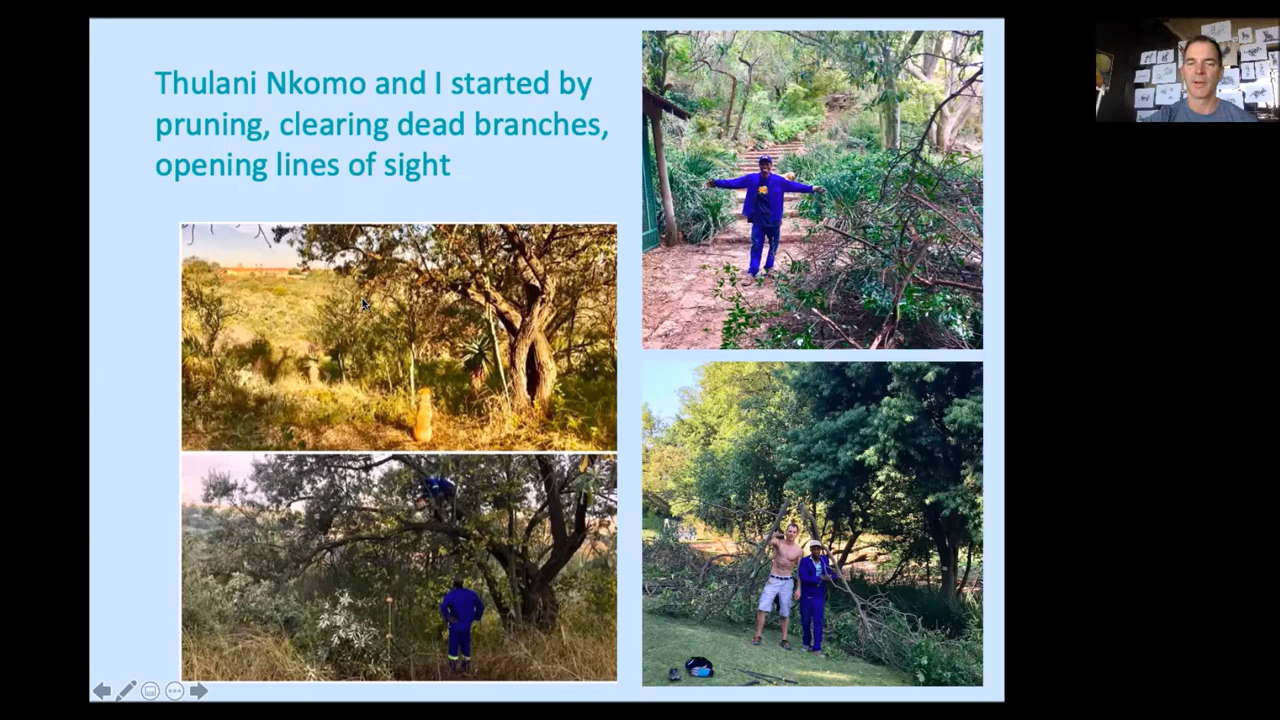 Thulani Nkomo and I started by
pruning, clearing dead branches,
opening lines of sight